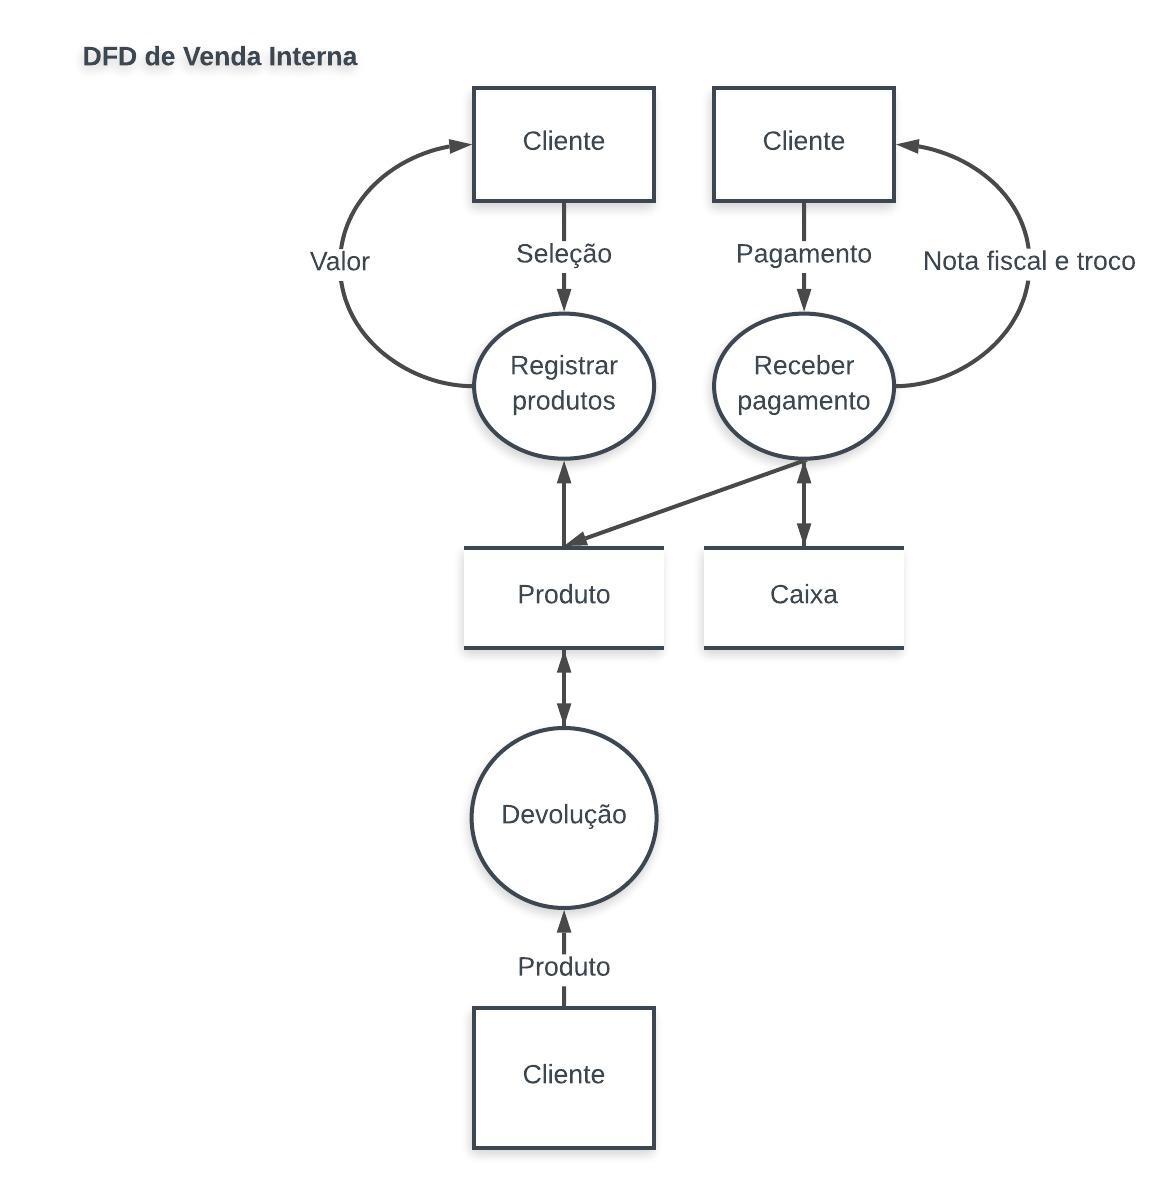 DFD de Venda Interna
Cliente
Cliente
Valor
Seleção
Pagamento
Nota fiscal e troco
Registrar
produtos
Receber
pagamento
Produto
Caixa
Devolução
Produto
Cliente